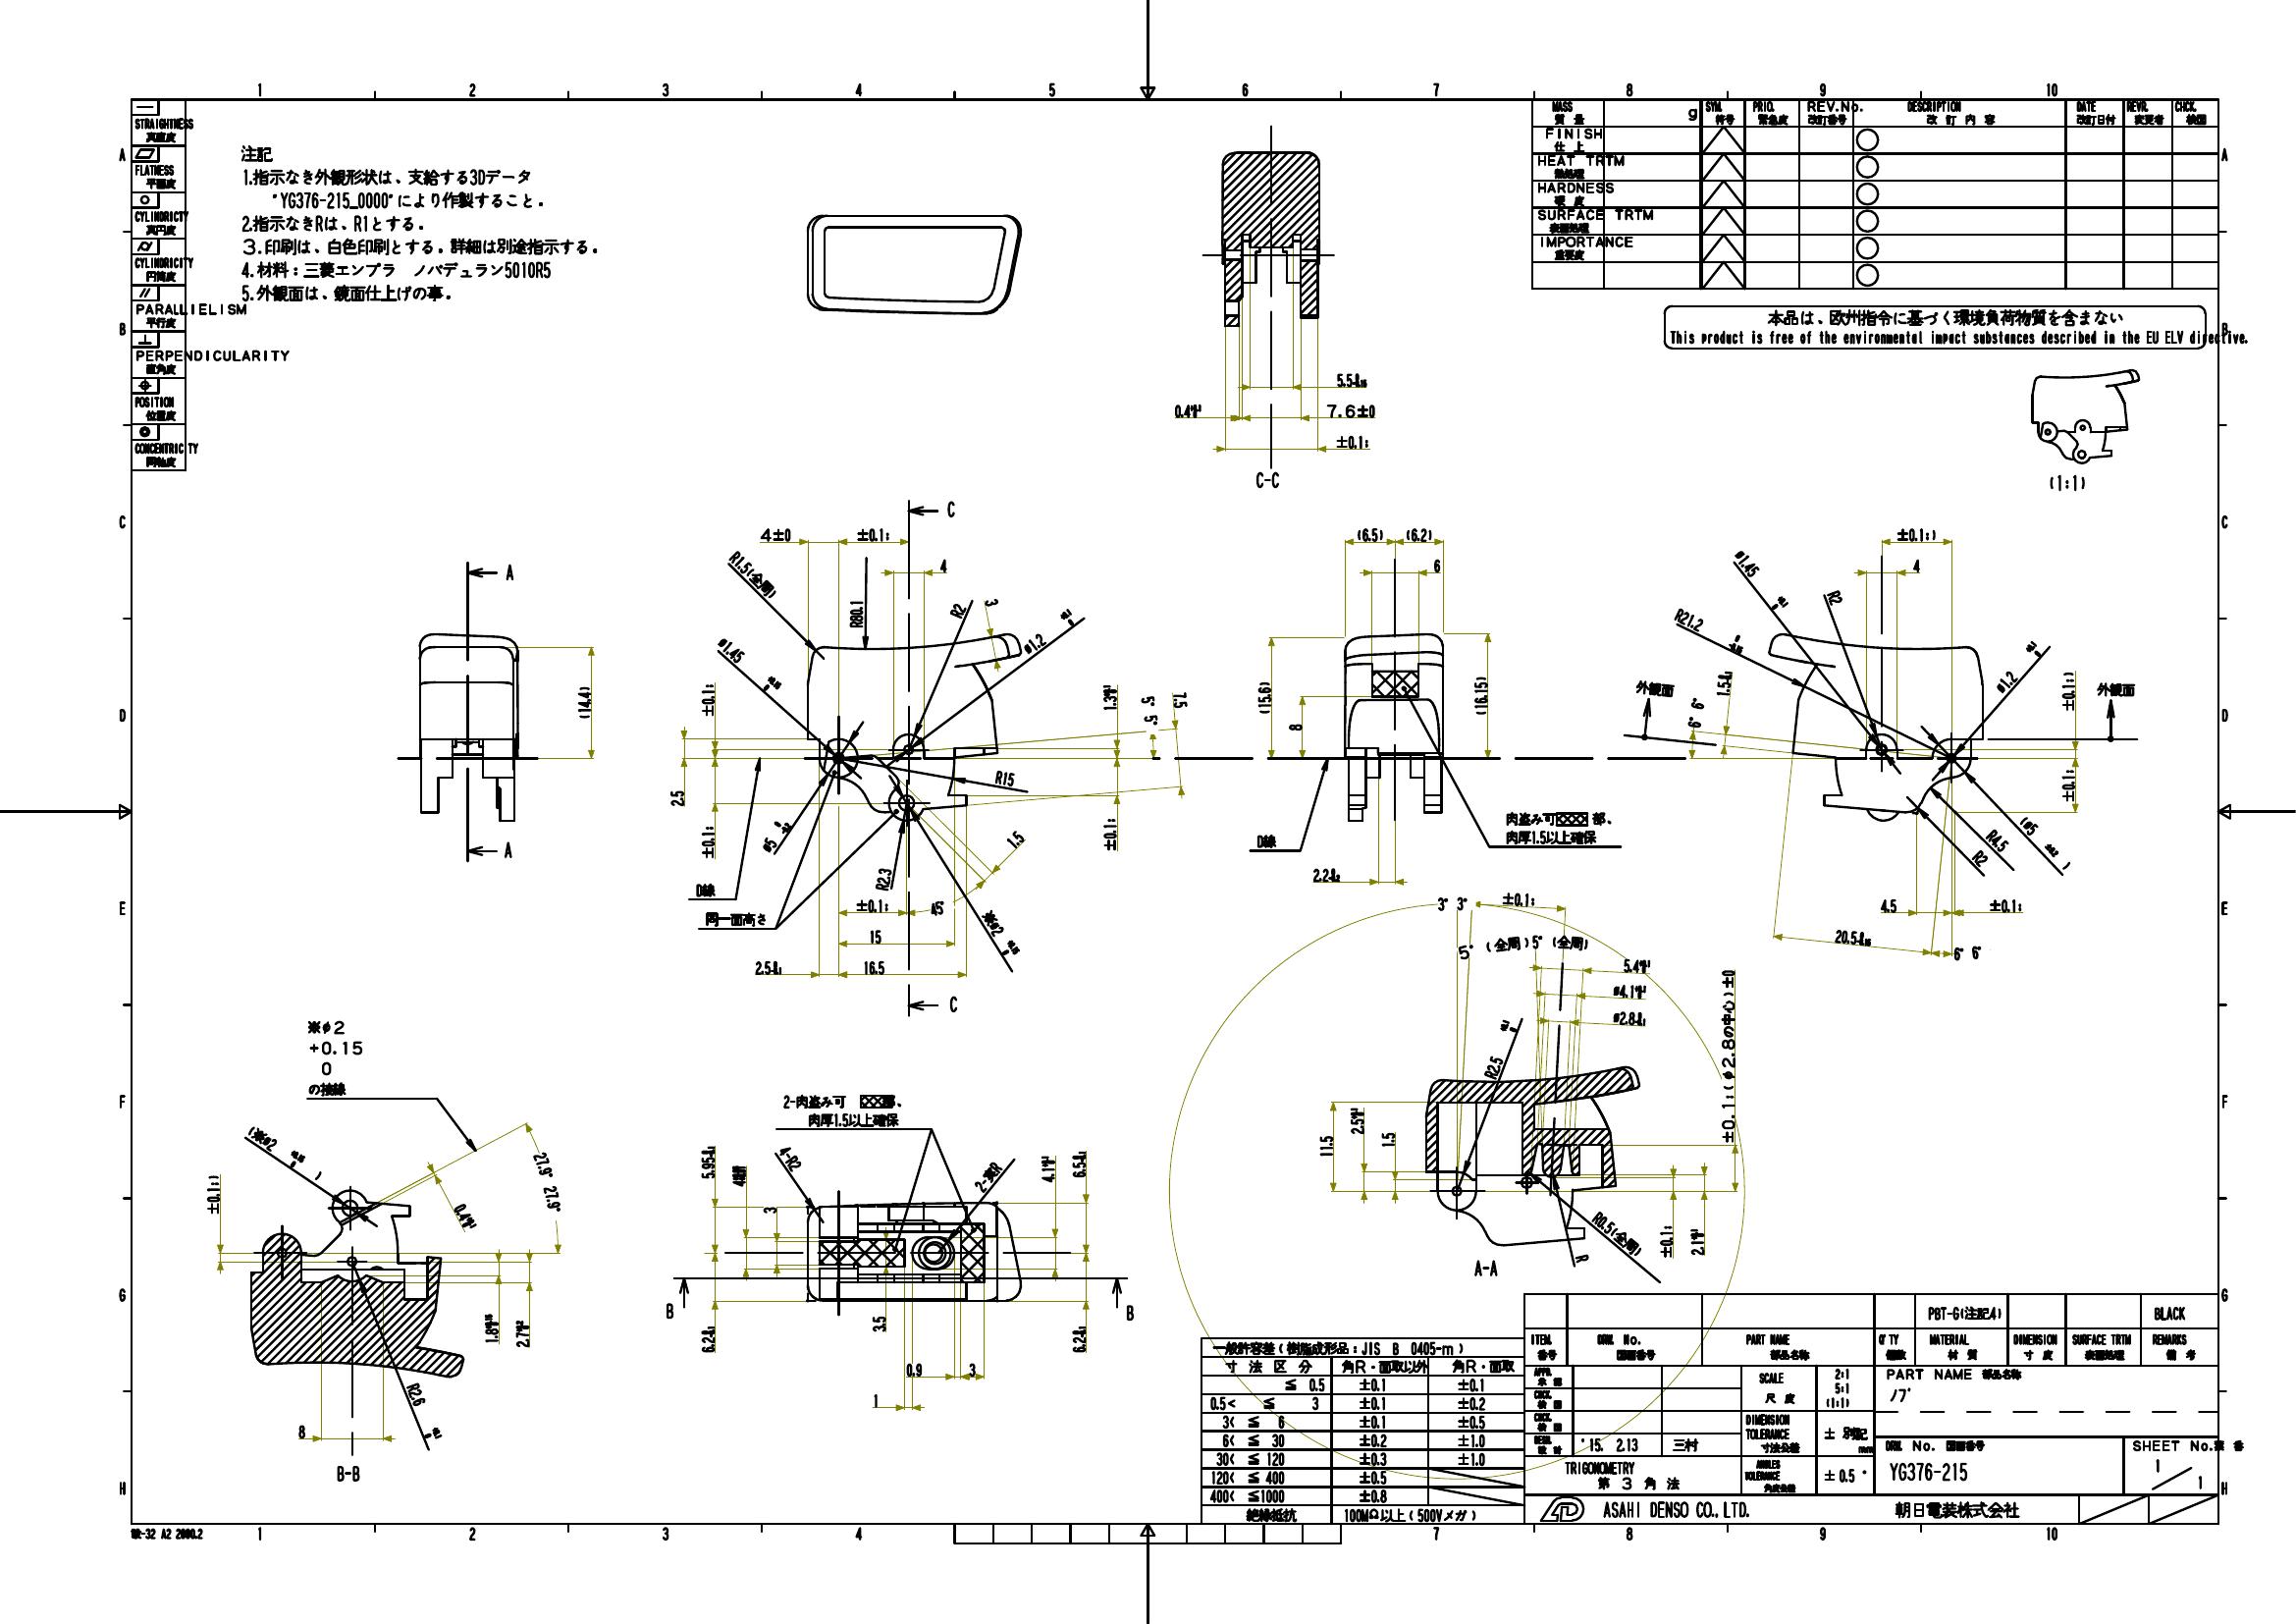 1 2 3 4 5 6 7 8 9 10
STRAIGHTNESS
真直度
FLATNESS
平面度
CYLINDRICTY
真円度
CYLINDRICITY
円筒度
PARALLIELISM
平行度
PERPENDICULARITY
直角度
POSITION
位置度
CONCENTRICTY
同軸度
注記
1.指示なき外観形状は、支給する3Dデータ
"YG376-215_0000"により作製すること。
2.指示なきRは、R1とする。
3.印刷は、白色印刷とする。詳細は別途指示する。
4.材料:三菱エンプラ ノバデュラン5010R5
5.外観面は、鏡面仕上げの事。
MASS g SYM. PRIO. REV.No. DESCRIPTION DATE REVR. CHCK.
質 量 符号 緊急度 改訂番号 改 訂 内 容 改訂日付 変更者 検図
FINISH
仕 上
HEAT TRTM
熱処理
HARDNESS
硬 度
SURFACE TRTM
表面処理
IMPORTANCE
重要度
本品は、欧州指令に基づく環境負荷物質を含まない
This product is free of the environmental impact substances described in the EU ELV directive.
(1:1)
5.5
0.4
7.6±0
±0.1
C-C
A
A
(14.4)
C
4±0 ±0.1
4
R1.5(全周)
R80.1
R2
3
ø1.2
ø1.45
±0.1
2.5
±0.1
1.3
5° 5°
7.5
R15
±0.1
ø5
R2.3
1.5
D線
同一面高さ
±0.1
45
※ø2
15
2.5
16.5
C
(6.5) (6.2)
6
(15.6)
8
(16.15)
D線
肉盗み可 部、
肉厚1.5以上確保
2.2
±0.1
4
ø1.45
R2
R21.2
ø1.2
外観面
6° 6°
1.5
±0.1
外観面
±0.1
(ø5 )
R4.5
R2
4.5 ±0.1
20.5
6° 6°
3° 3° ±0.1
5°(全周) 5°(全周)
5.4
ø4.1
ø2.8
±0.1 (φ2.8の中心)±0
R2.5
11.5
2.5
1.5
R0.5(全周)
R
±0.1
2.1
A-A
※φ2
+0.15
0
の接線
(※ø2 )
27.9° 27.9°
0.4
±0.1
1.8
2.7
R2.6
8
B-B
2-肉盗み可 部、
肉厚1.5以上確保
4-R2
2-突R
5.95
3
4.1
6.5
B
B
6.2
3.5
6.2
0.9 3
1
一般許容差(樹脂成形品:JIS B 0405-m)
寸 法 区 分 角R・面取以外 角R・面取
≦ 0.5 ±0.1 ±0.1
0.5< ≦ 3 ±0.1 ±0.2
3< ≦ 6 ±0.1 ±0.5
6< ≦ 30 ±0.2 ±1.0
30< ≦ 120 ±0.3 ±1.0
120< ≦ 400 ±0.5
400< ≦1000 ±0.8
絶縁抵抗 100MΩ以上(500Vメガ)
PBT-G(注記4) BLACK
ITEM. DRW. No. PART NAME Q'TY MATERIAL DIMENSION SURFACE TRTM REMARKS
番号 図面番号 部品名称 個数 材 質 寸 度 表面処理 備 考
APPD. 承 認
CHCK. 検 図
CHCK. 検 図
DESN. 設 計 '15. 2.13 三村
SCALE
尺 度
2:1
5:1
(1:1)
DIMENSION
TOLERANCE
寸法公差
± 別記
mm
ANGLES
TOLERANCE
角度公差
± 0.5 °
TRIGONOMETRY
第 3 角 法
PART NAME 部品名称
ノブ
DRW. No. 図面番号
YG376-215
SHEET No.葉 番
1
1
ASAHI DENSO CO., LTD. 朝日電装株式会社
A2 2000.2
1 2 3 4 7 8 9 10
A
B
C
D
E
F
G
H